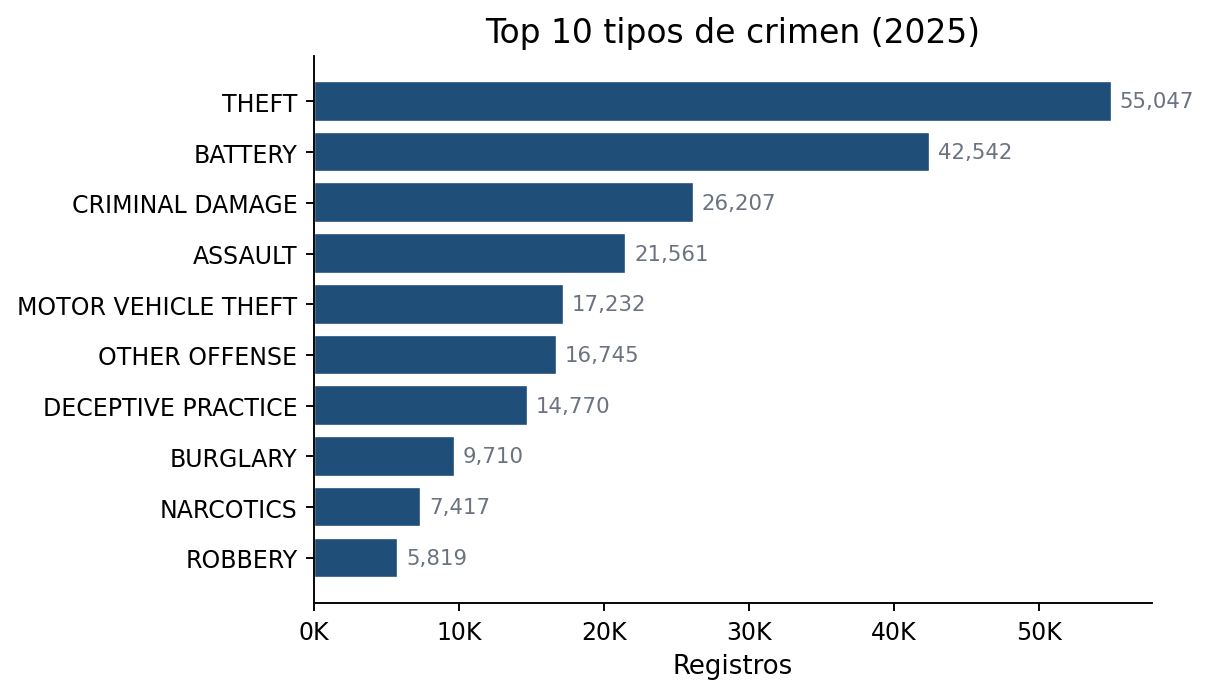 Top 10 tipos de crimen (2025)
THEFT 55,047
BATTERY 42,542
CRIMINAL DAMAGE 26,207
ASSAULT 21,561
MOTOR VEHICLE THEFT 17,232
OTHER OFFENSE 16,745
DECEPTIVE PRACTICE 14,770
BURGLARY 9,710
NARCOTICS 7,417
ROBBERY 5,819
0K 10K 20K 30K 40K 50K
Registros